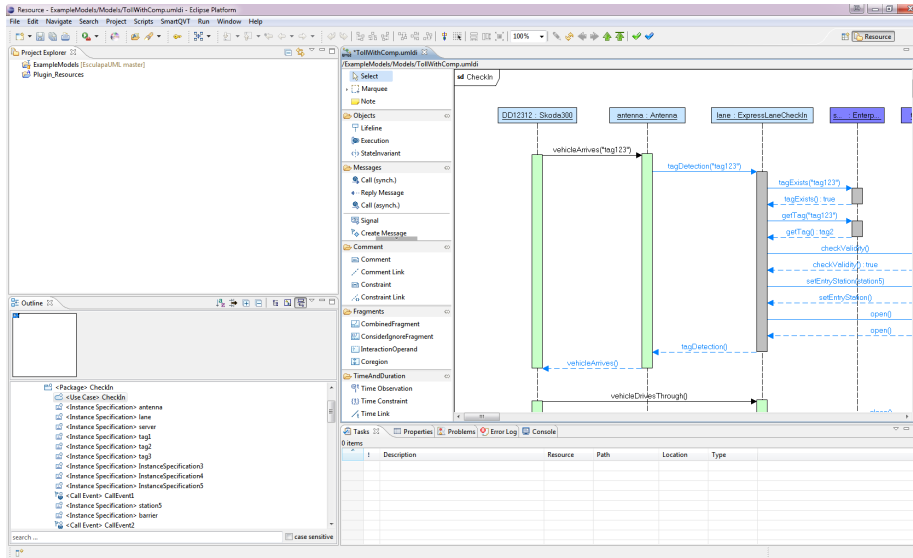 Resource - ExampleModels/Models/TollWithComp.umldi - Eclipse Platform
File Edit Navigate Search Project Scripts SmartQVT Run Window Help
100%
Resource
Project Explorer
ExampleModels [EsculapaUML master]
Plugin_Resources
*TollWithComp.umldi
/ExampleModels/Models/TollWithComp.umldi
Select
Marquee
Note
Objects
Lifeline
Execution
StateInvariant
Messages
Call (synch.)
Reply Message
Call (asynch.)
Signal
Create Message
Comment
Comment
Comment Link
Constraint
Constraint Link
Fragments
CombinedFragment
ConsiderIgnoreFragment
InteractionOperand
Coregion
TimeAndDuration
Time Observation
Time Constraint
Time Link
sd CheckIn
DD12312 : Skoda300
antenna : Antenna
lane : ExpressLaneCheckIn
s... : Enterp...
vehicleArrives("tag123")
tagDetection("tag123")
tagExists("tag123")
tagExists() : true
getTag("tag123")
getTag() : tag2
checkValidity()
checkValidity() : true
setEntryStation(station5)
setEntryStation()
open()
open()
tagDetection()
vehicleArrives()
vehicleDrivesThrough()
close()
Outline
<Package> CheckIn
<Use Case> CheckIn
<Instance Specification> antenna
<Instance Specification> lane
<Instance Specification> server
<Instance Specification> tag1
<Instance Specification> tag2
<Instance Specification> tag3
<Instance Specification> InstanceSpecification3
<Instance Specification> InstanceSpecification4
<Instance Specification> InstanceSpecification5
<Call Event> CallEvent1
<Instance Specification> station5
<Instance Specification> barrier
<Call Event> CallEvent2
search ...
case sensitive
Tasks Properties Problems Error Log Console
0 items
! Description Resource Path Location Type